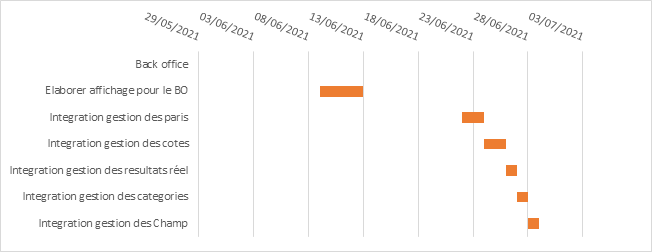 29/05/2021 03/06/2021 08/06/2021 13/06/2021 18/06/2021 23/06/2021 28/06/2021 03/07/2021
Back office
Elaborer affichage pour le BO
Integration gestion des paris
Integration gestion des cotes
Integration gestion des resultats réel
Integration gestion des categories
Integration gestion des Champ